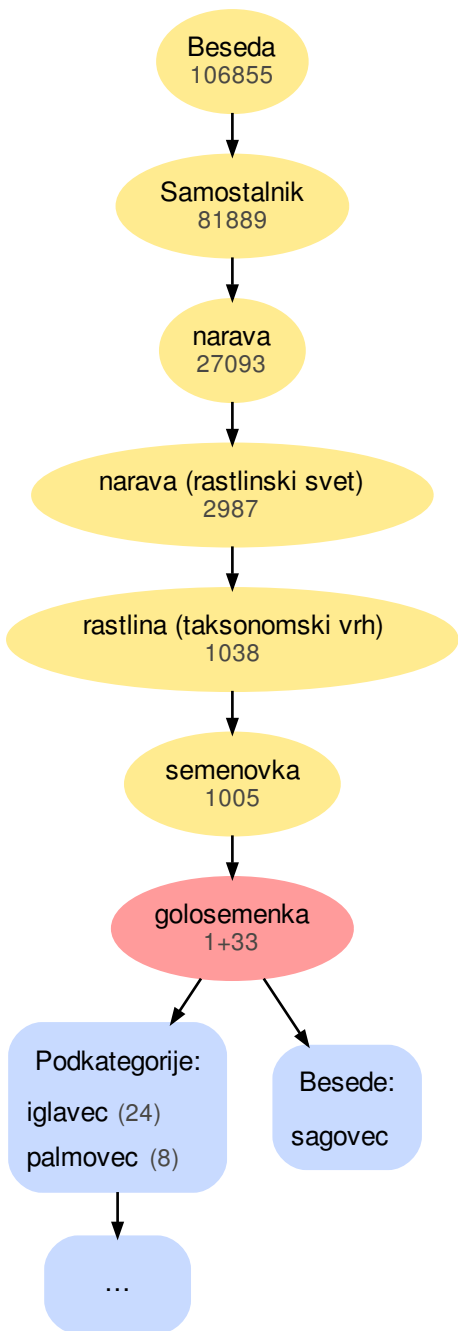 Beseda
106855
Samostalnik
81889
narava
27093
narava (rastlinski svet)
2987
rastlina (taksonomski vrh)
1038
semenovka
1005
golosemenka
1+33
Podkategorije:
iglavec (24)
palmovec (8)
Besede:
sagovec
...